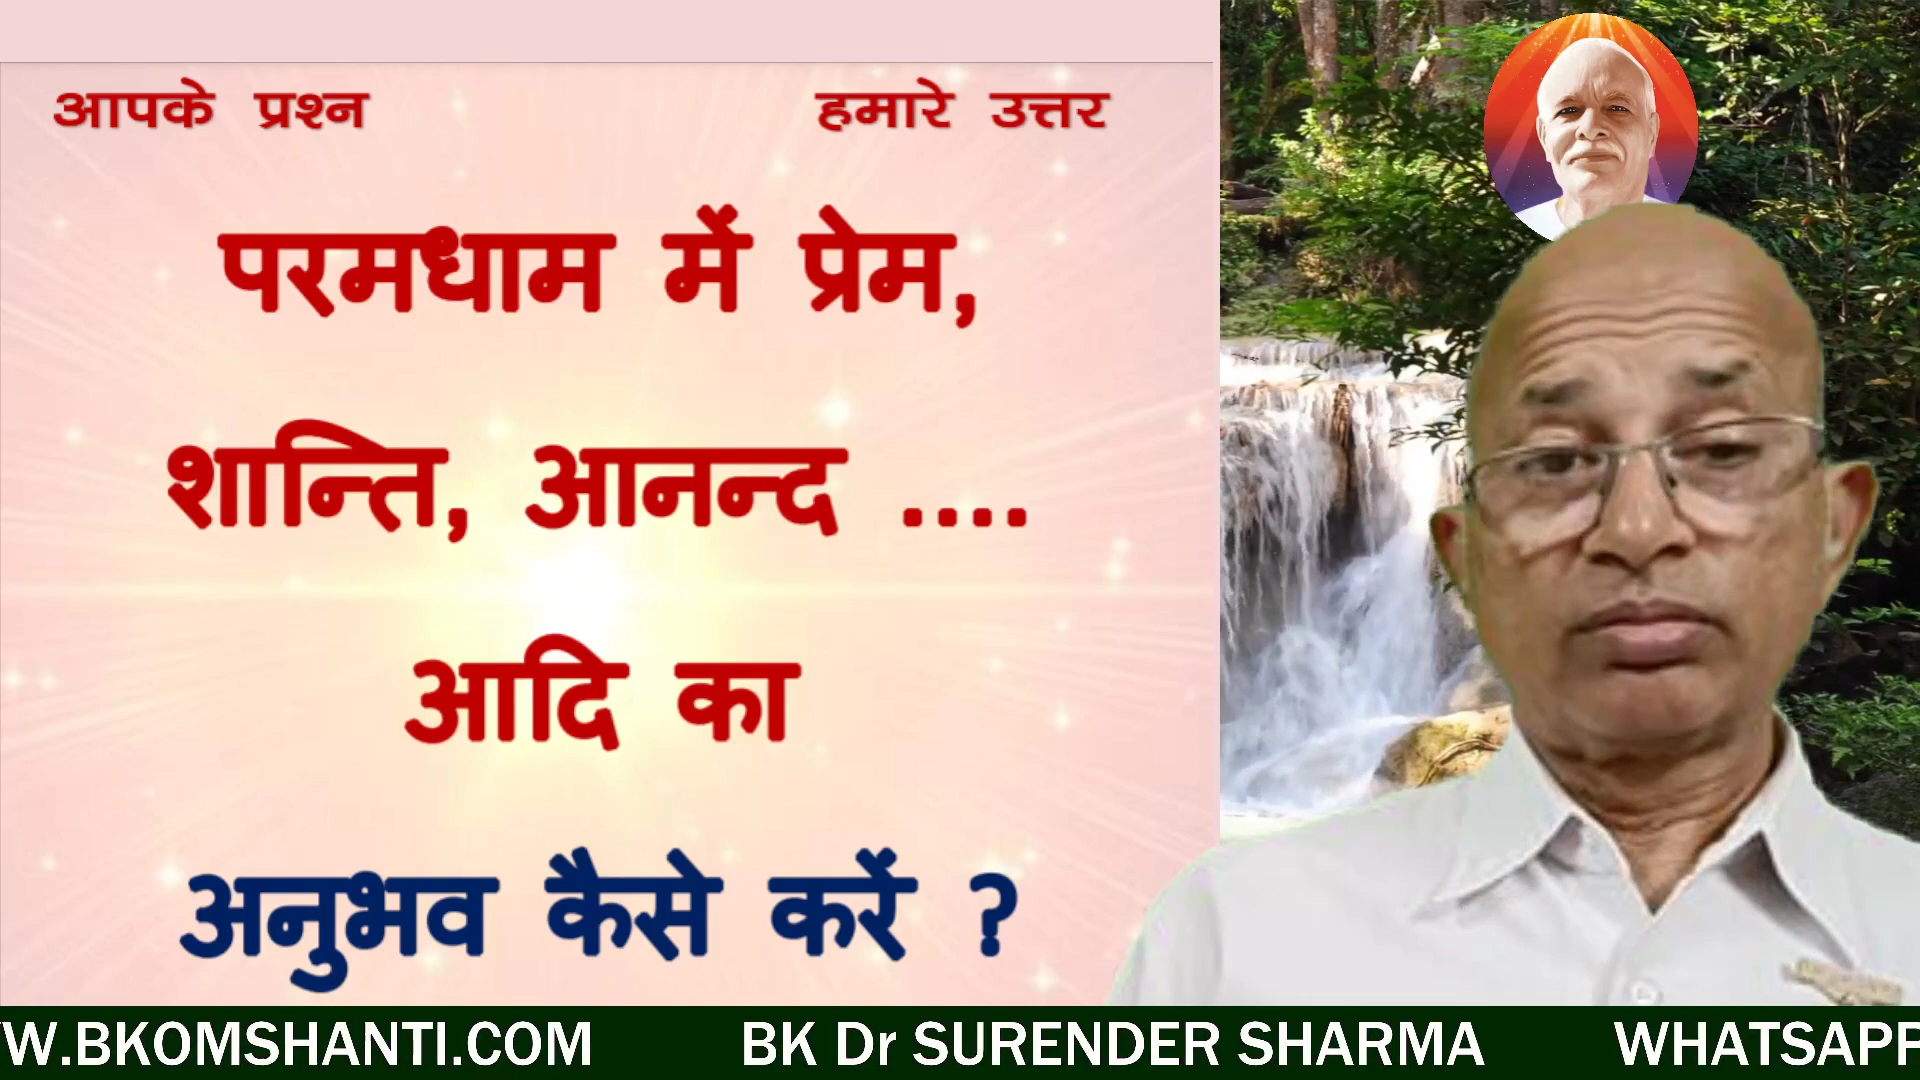 आपके प्रश्न हमारे उत्तर
परमधाम में प्रेम,
शान्ति, आनन्द ....
आदि का
अनुभव कैसे करें ?
W.BKOMSHANTI.COM BK Dr SURENDER SHARMA WHATSAPP